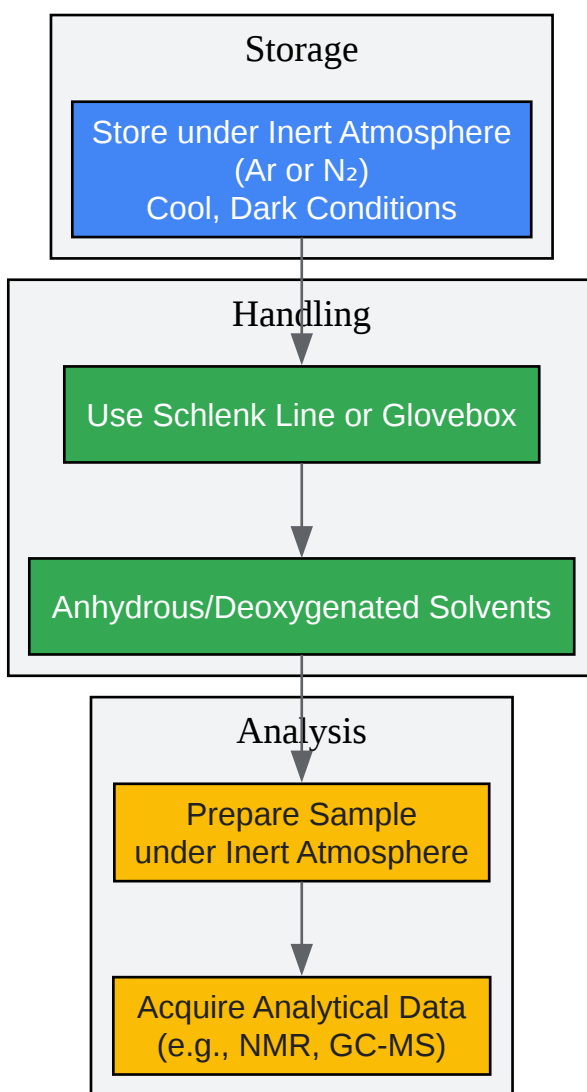 Storage
Store under Inert Atmosphere
(Ar or N₂)
Cool, Dark Conditions
Handling
Use Schlenk Line or Glovebox
Anhydrous/Deoxygenated Solvents
Analysis
Prepare Sample
under Inert Atmosphere
Acquire Analytical Data
(e.g., NMR, GC-MS)